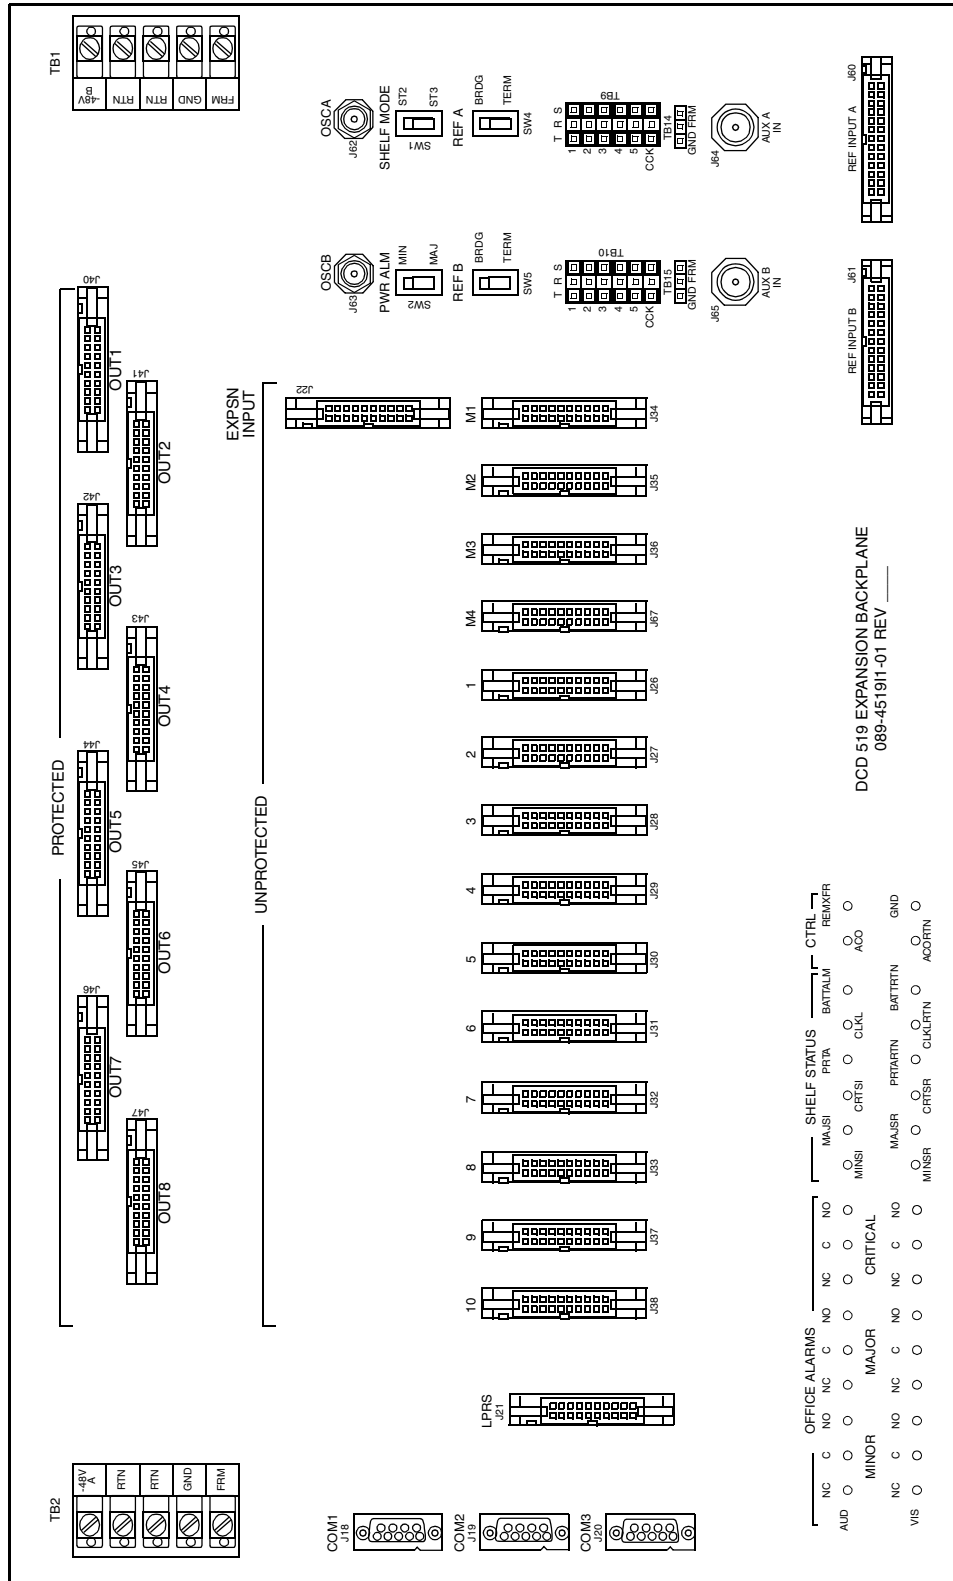 TB1
-48V B
RTN
RTN
GND
FRM
OSCA
J62
SHELF MODE
ST2
ST3
SW1
REF A
BRDG
TERM
SW4
TB9
T R S
1
2
3
4
5
CCK
TB14
GND FRM
J64
AUX A IN
REF INPUT A
J60
OSCB
J63
PWR ALM
MIN
MAJ
SW2
REF B
BRDG
TERM
SW5
TB10
T R S
1
2
3
4
5
CCK
TB15
GND FRM
J65
AUX B IN
REF INPUT B
J61
PROTECTED
J40
OUT1
J41
OUT2
J42
OUT3
J43
OUT4
J44
OUT5
J45
OUT6
J46
OUT7
J47
OUT8
UNPROTECTED
EXPSN
INPUT
J22
M1
J34
M2
J35
M3
J36
M4
J67
1
J26
2
J27
3
J28
4
J29
5
J30
6
J31
7
J32
8
J33
9
J37
10
J38
LPRS
J21
DCD 519 EXPANSION BACKPLANE
089-4519I1-01 REV _____
CTRL
REMXFR
ACO
GND
ACORTN
SHELF STATUS
BATTALM
CLKL
PRTA
CRTSI
MAJSI
MINSI
BATTRTN
CLKLRTN
PRTARTN
CRTSR
MAJSR
MINSR
OFFICE ALARMS
AUD
NC C NO NC C NO NC C NO
MINOR MAJOR CRITICAL
VIS
NC C NO NC C NO NC C NO
TB2
-48V A
RTN
RTN
GND
FRM
COM1
J18
COM2
J19
COM3
J20